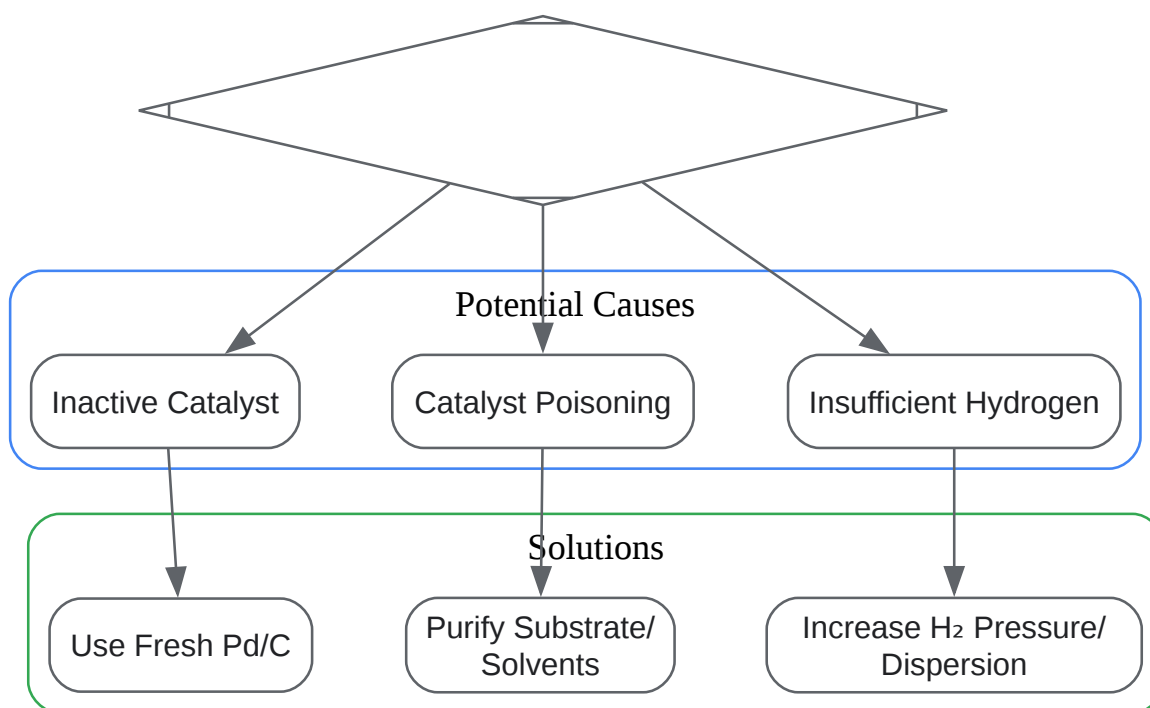 Potential Causes
Inactive Catalyst
Catalyst Poisoning
Insufficient Hydrogen
Solutions
Use Fresh Pd/C
Purify Substrate/
Solvents
Increase H₂ Pressure/
Dispersion